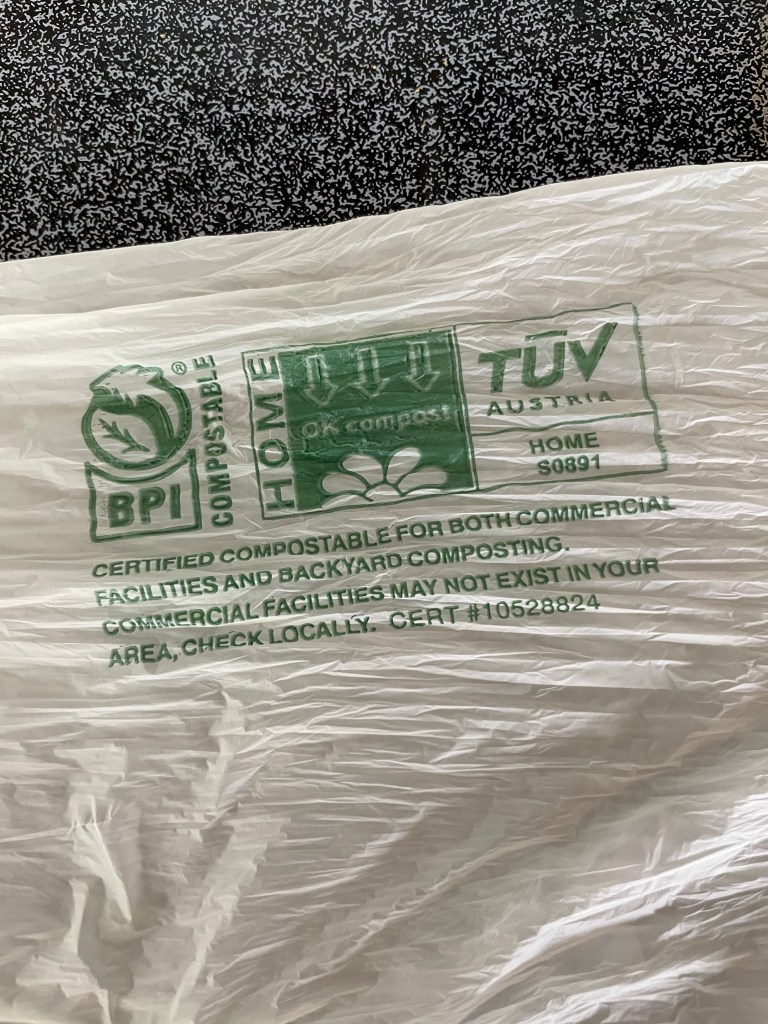 ®
COMPOSTABLE
BPI
HOME
OK compost
TÜV
AUSTRIA
HOME
S0891
CERTIFIED COMPOSTABLE FOR BOTH COMMERCIAL
FACILITIES AND BACKYARD COMPOSTING.
COMMERCIAL FACILITIES MAY NOT EXIST IN YOUR
AREA, CHECK LOCALLY. CERT #10528824